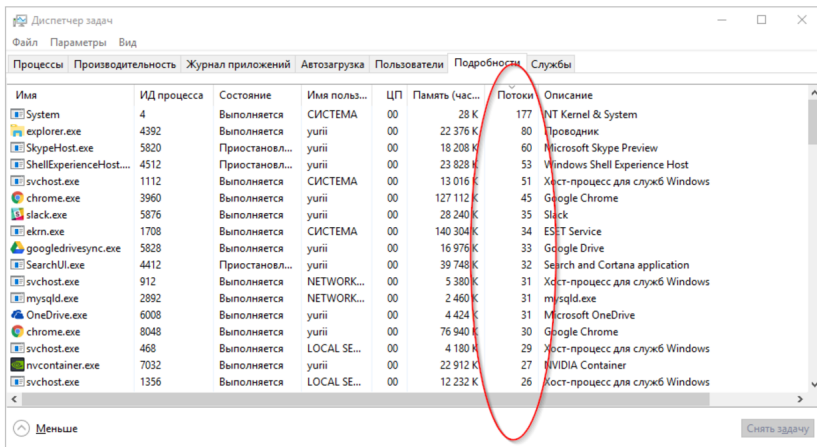 Диспетчер задач
Файл Параметры Вид
Процессы Производительность Журнал приложений Автозагрузка Пользователи Подробности Службы
Имя ИД процесса Состояние Имя польз... ЦП Память (час... Потоки Описание
System 4 Выполняется СИСТЕМА 00 28 K 177 NT Kernel & System
explorer.exe 4392 Выполняется yurii 00 22 376 K 80 Проводник
SkypeHost.exe 5820 Приостановл... yurii 00 18 208 K 60 Microsoft Skype Preview
ShellExperienceHost.... 4512 Приостановл... yurii 00 23 828 K 53 Windows Shell Experience Host
svchost.exe 1112 Выполняется СИСТЕМА 00 13 016 K 51 Хост-процесс для служб Windows
chrome.exe 3960 Выполняется yurii 00 127 112 K 45 Google Chrome
slack.exe 5876 Выполняется yurii 00 28 240 K 35 Slack
ekrn.exe 1708 Выполняется СИСТЕМА 00 140 304 K 34 ESET Service
googledrivesync.exe 5828 Выполняется yurii 00 16 976 K 33 Google Drive
SearchUI.exe 4412 Приостановл... yurii 00 39 748 K 32 Search and Cortana application
svchost.exe 912 Выполняется NETWORK... 00 5 380 K 31 Хост-процесс для служб Windows
mysqld.exe 2892 Выполняется NETWORK... 00 2 460 K 31 mysqld.exe
OneDrive.exe 6008 Выполняется yurii 00 4 424 K 31 Microsoft OneDrive
chrome.exe 8048 Выполняется yurii 00 76 940 K 30 Google Chrome
svchost.exe 468 Выполняется LOCAL SE... 00 4 180 K 29 Хост-процесс для служб Windows
nvcontainer.exe 7032 Выполняется yurii 00 22 912 K 27 NVIDIA Container
svchost.exe 1356 Выполняется LOCAL SE... 00 12 232 K 26 Хост-процесс для служб Windows
Меньше Снять задачу